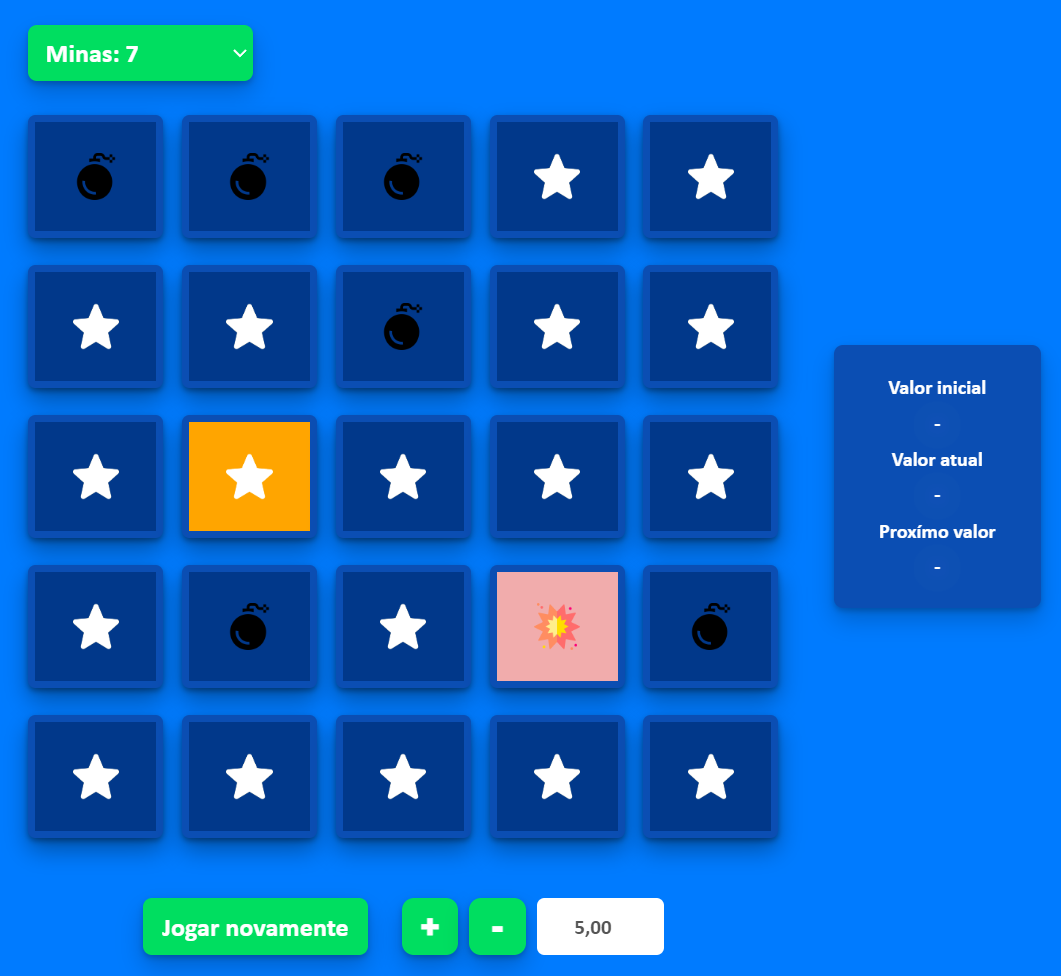 Minas: 7
Valor inicial
-
Valor atual
-
Proxímo valor
-
Jogar novamente
+
-
5,00